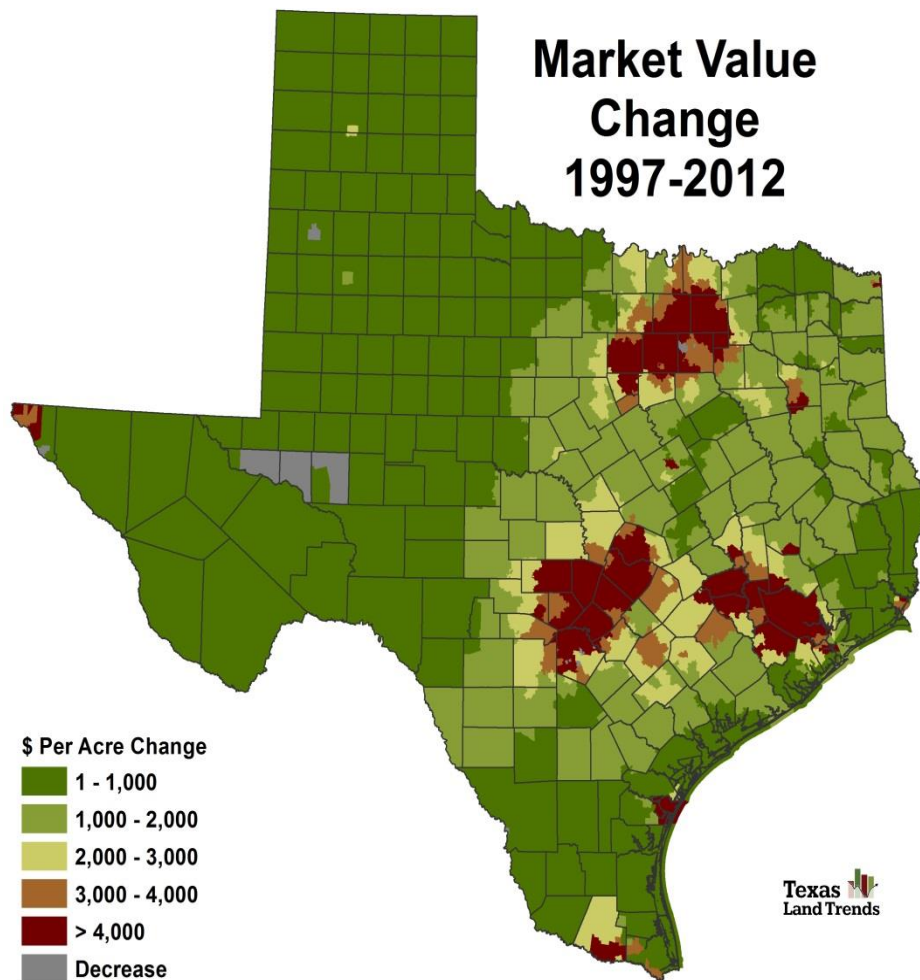 Market Value
Change
1997-2012
$ Per Acre Change
1 - 1,000
1,000 - 2,000
2,000 - 3,000
3,000 - 4,000
> 4,000
Decrease
Texas
Land Trends